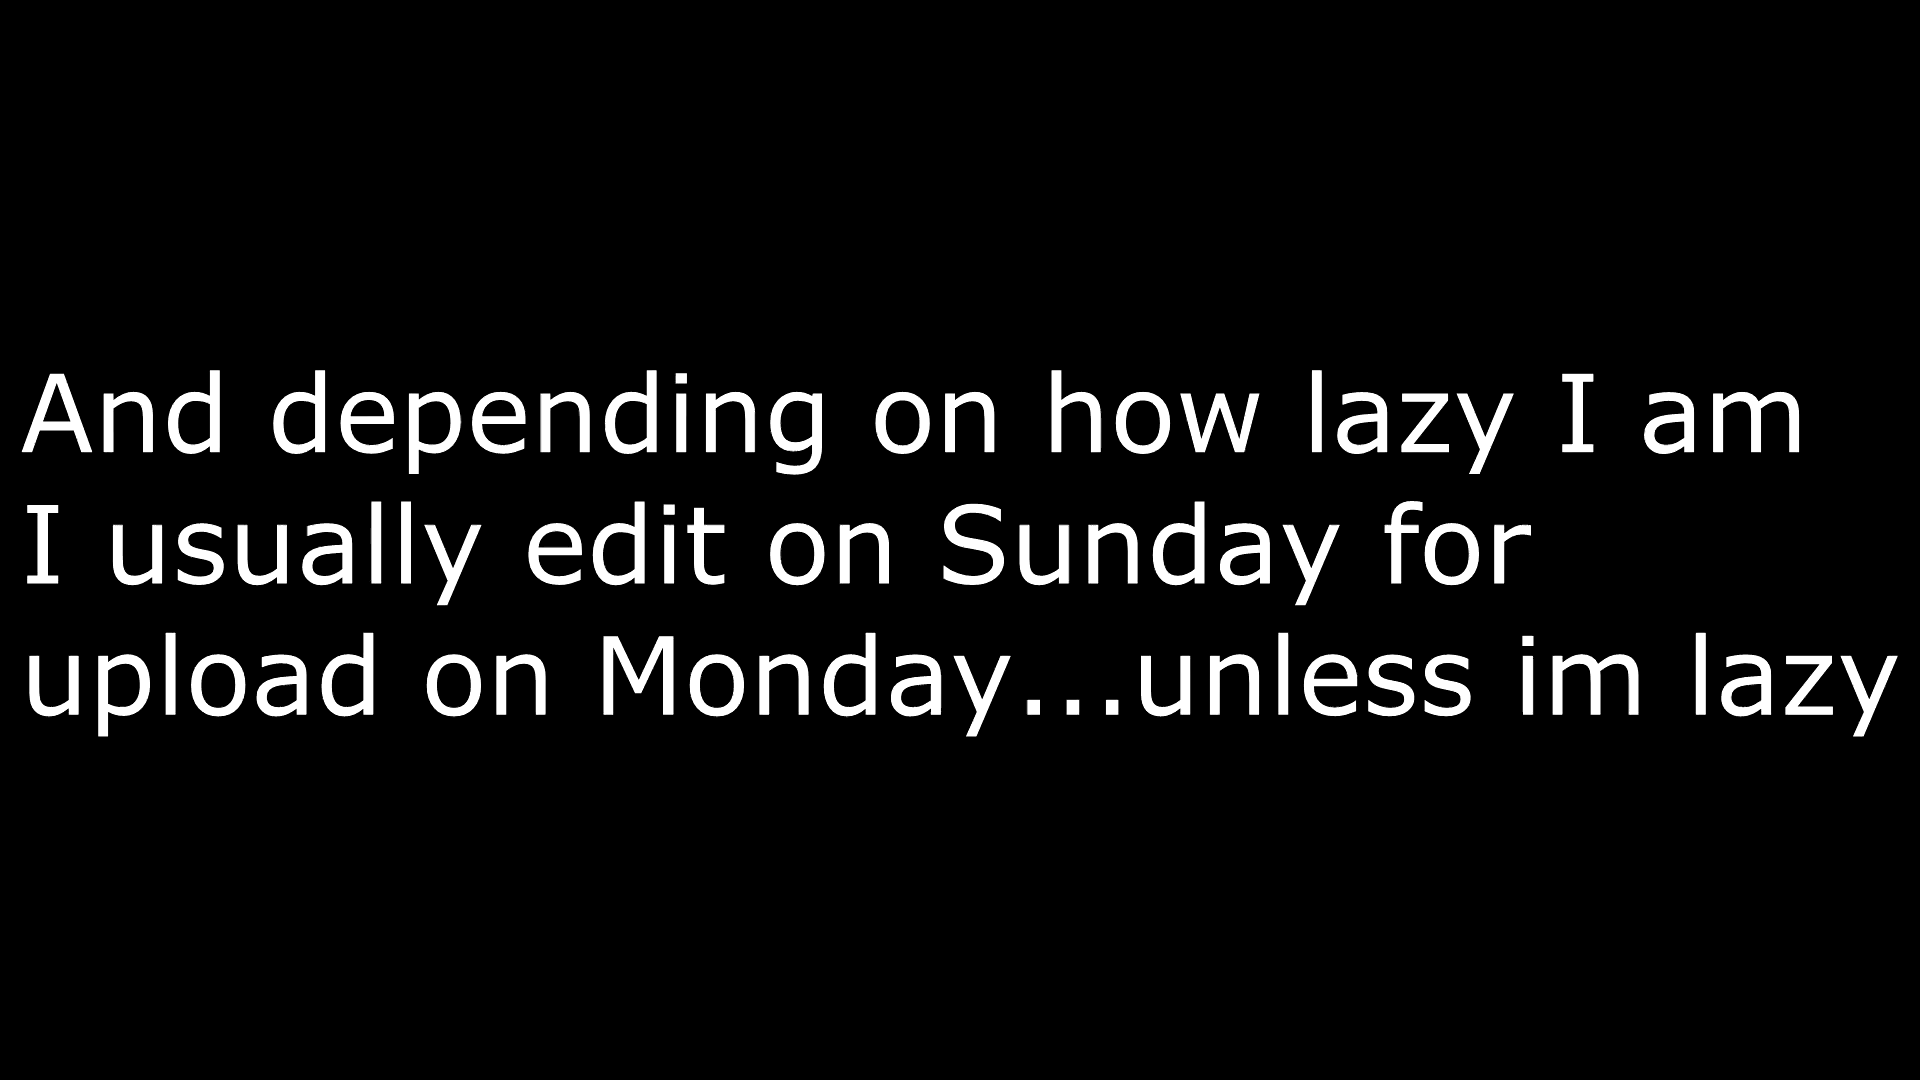 And depending on how lazy I am
I usually edit on Sunday for
upload on Monday...unless im lazy